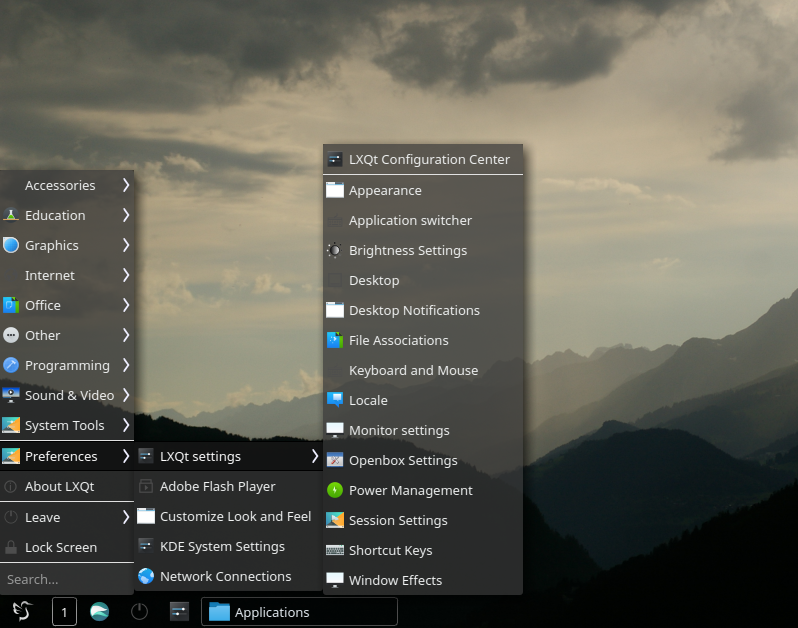 Accessories
Education
Graphics
Internet
Office
Other
Programming
Sound & Video
System Tools
Preferences
About LXQt
Leave
Lock Screen
Search...
LXQt settings
Adobe Flash Player
Customize Look and Feel
KDE System Settings
Network Connections
LXQt Configuration Center
Appearance
Application switcher
Brightness Settings
Desktop
Desktop Notifications
File Associations
Keyboard and Mouse
Locale
Monitor settings
Openbox Settings
Power Management
Session Settings
Shortcut Keys
Window Effects
1
Applications